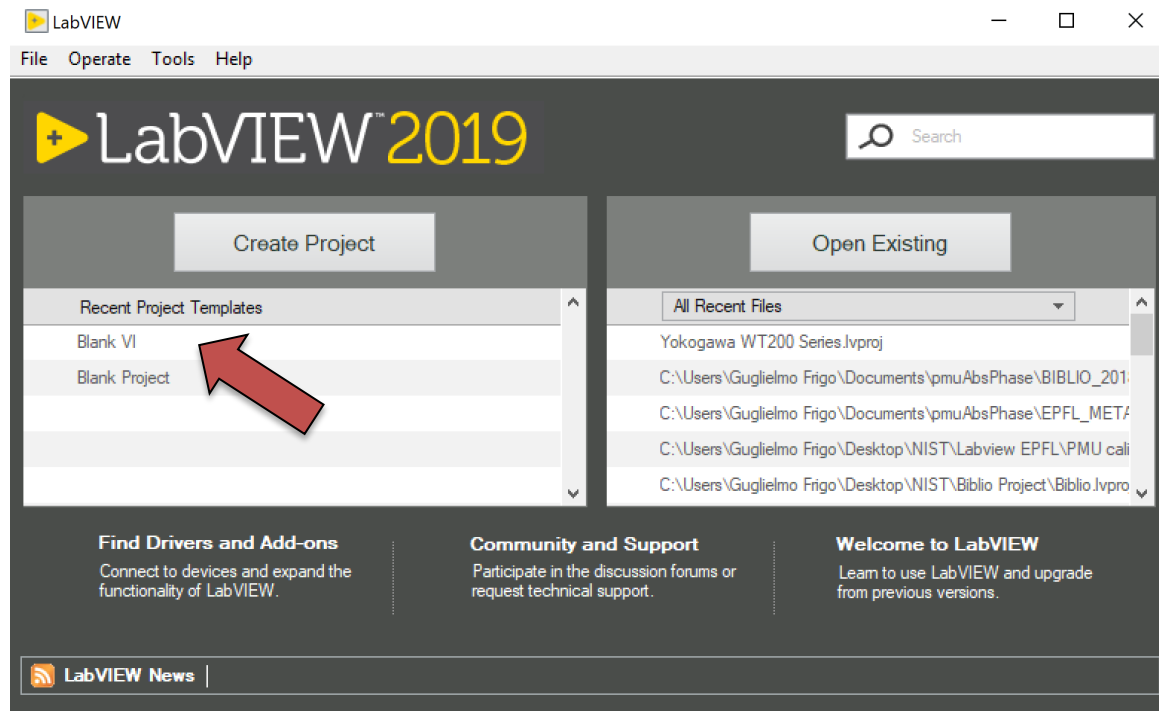 LabVIEW
File Operate Tools Help
LabVIEW™ 2019
Search
Create Project
Open Existing
Recent Project Templates
Blank VI
Blank Project
All Recent Files
Yokogawa WT200 Series.lvproj
C:\Users\Guglielmo Frigo\Documents\pmuAbsPhase\BIBLIO_201
C:\Users\Guglielmo Frigo\Documents\pmuAbsPhase\EPFL_META
C:\Users\Guglielmo Frigo\Desktop\NIST\Labview EPFL\PMU cali
C:\Users\Guglielmo Frigo\Desktop\NIST\Biblio Project\Biblio.lvpro
Find Drivers and Add-ons
Connect to devices and expand the
functionality of LabVIEW.
Community and Support
Participate in the discussion forums or
request technical support.
Welcome to LabVIEW
Learn to use LabVIEW and upgrade
from previous versions.
LabVIEW News